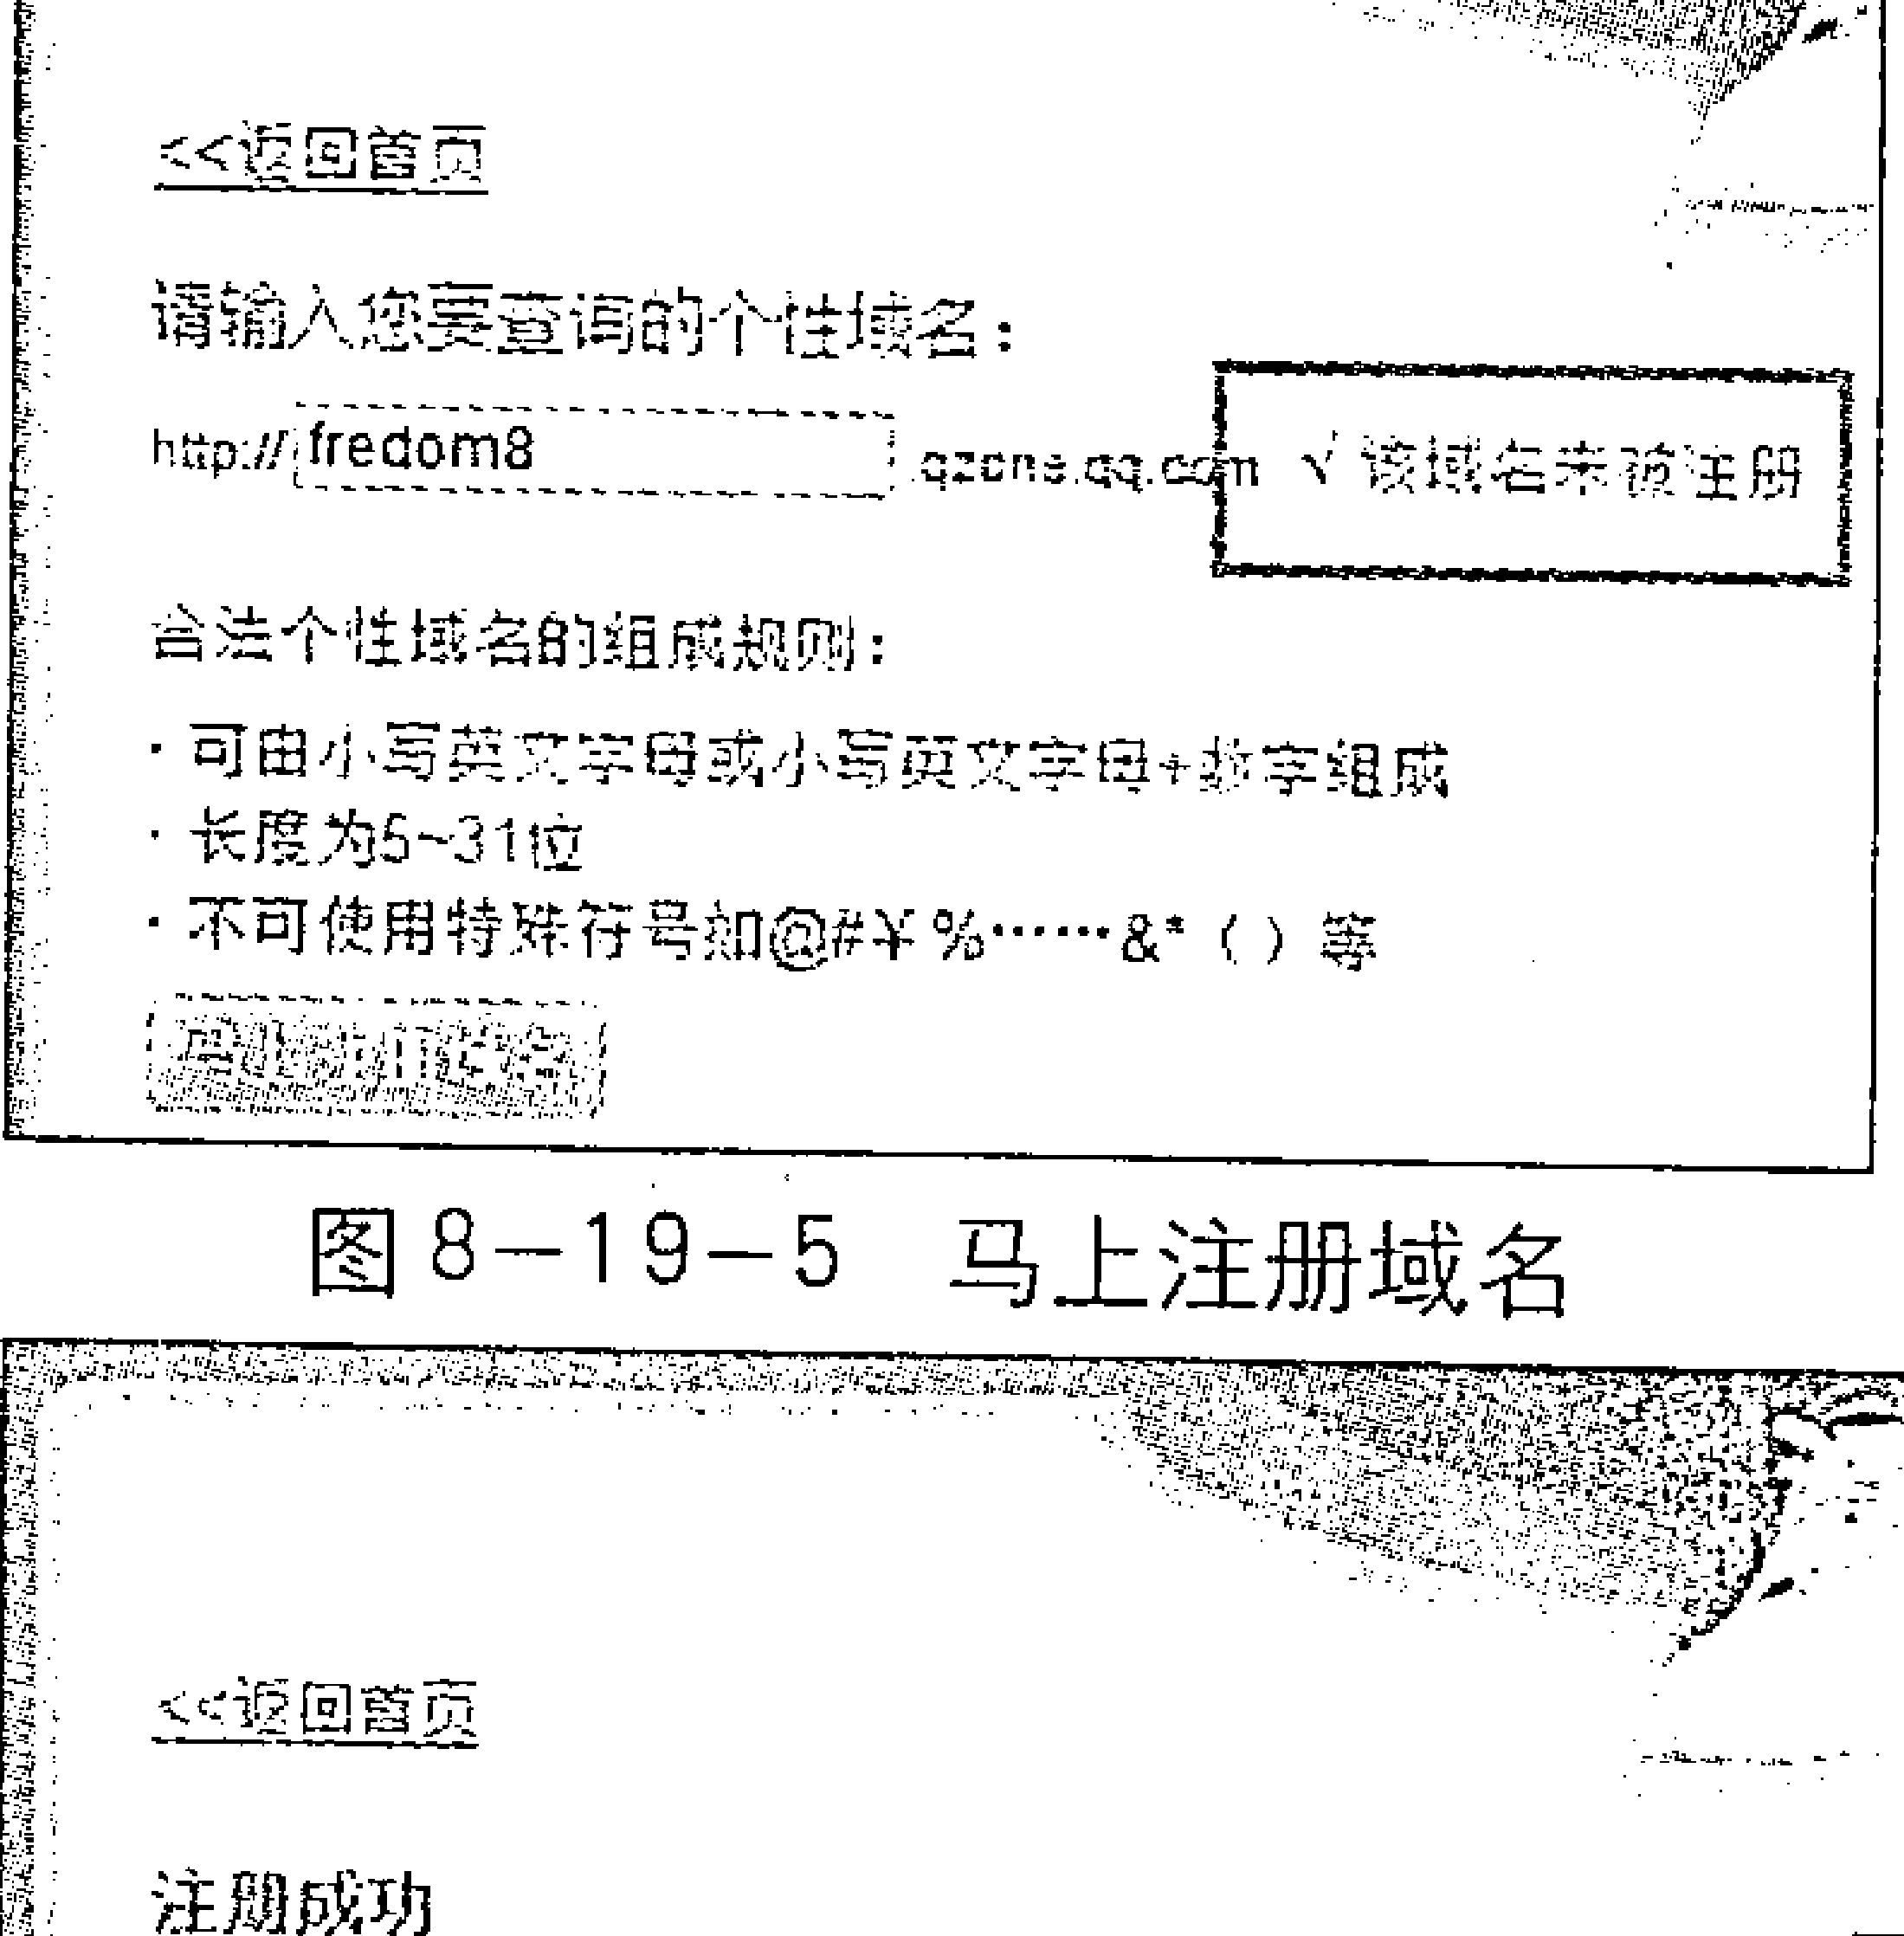 <<返回首页
请输入您要查询的个性域名：
http:// fredom8 .qzone.qq.com √ 该域名未被注册
合法个性域名的组成规则：
· 可由小写英文字母或小写英文字母+数字组成
· 长度为5~31位
· 不可使用特殊符号如@#￥%……&*（）等
图 8-19-5 马上注册域名
<<返回首页
注册成功